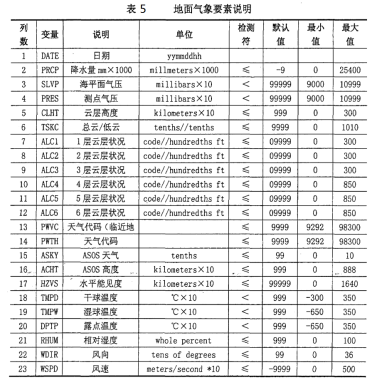 表 5 地面气象要素说明
列数 变量 说明 单位 检测符 默认值 最小值 最大值
1 DATE 日期 yymmddhh
2 PRCP 降水量mm×1000 millmeters×1000 ≤ -9 0 25400
3 SLVP 海平面气压 millibars×10 < 99999 9000 10999
4 PRES 测点气压 millibars×10 < 99999 9000 10999
5 CLHT 云层高度 kilometers×10 ≤ 999 0 300
6 TSKC 总云/低云 tenths//tenths ≤ 9999 0 1010
7 ALC1 1层云层状况 code//hundredths ft ≤ 09999 0 300
8 ALC2 2层云层状况 code//hundredths ft ≤ 09999 0 300
9 ALC3 3层云层状况 code//hundredths ft ≤ 09999 0 300
10 ALC4 4层云层状况 code//hundredths ft ≤ 09999 0 850
11 ALC5 5层云层状况 code//hundredths ft ≤ 09999 0 850
12 ALC6 6层云层状况 code//hundredths ft ≤ 09999 0 850
13 PWVC 天气代码(临近地 ≤ 9999 9292 98300
14 PWTH 天气代码 ≤ 9999 9292 98300
15 ASKY ASOS天气 tenths ≤ 99 0 10
16 ACHT ASOS高度 kilometers×10 ≤ 999 0 888
17 HZVS 水平能见度 kilometers×10 ≤ 99999 0 1640
18 TMPD 干球温度 ℃×10 < 999 -300 350
19 TMPW 湿球温度 ℃×10 < 999 -650 350
20 DPTP 露点温度 ℃×10 < 999 -650 350
21 RHUM 相对湿度 whole percent ≤ 999 0 100
22 WDIR 风向 tens of degrees ≤ 99 0 36
23 WSPD 风速 meters/second *10 ≤ -9999 0 500